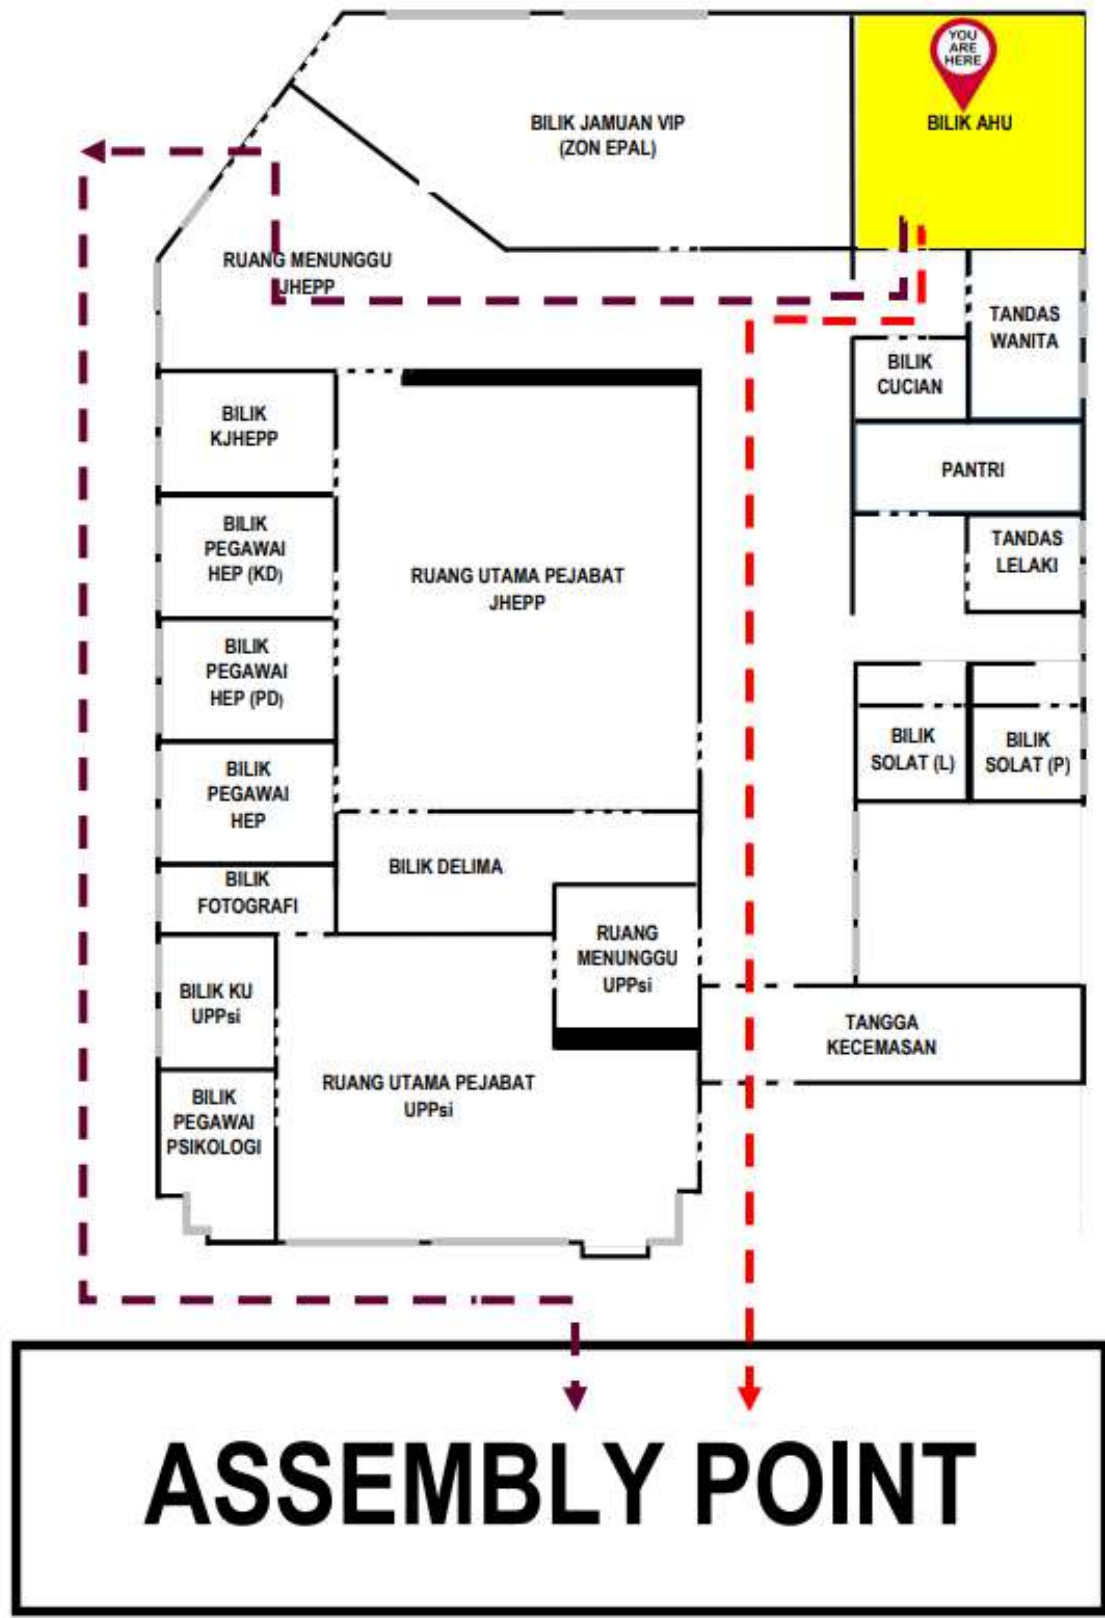 YOU
ARE
HERE
BILIK JAMUAN VIP
(ZON EPAL)
BILIK AHU
RUANG MENUNGGU
JHEPP
TANDAS
WANITA
BILIK
CUCIAN
BILIK
KJHEPP
PANTRI
BILIK
PEGAWAI
HEP (KD)
TANDAS
LELAKI
RUANG UTAMA PEJABAT
JHEPP
BILIK
PEGAWAI
HEP (PD)
BILIK
SOLAT (L)
BILIK
SOLAT (P)
BILIK
PEGAWAI
HEP
BILIK DELIMA
BILIK
FOTOGRAFI
RUANG
MENUNGGU
UPPsi
BILIK KU
UPPsi
TANGGA
KECEMASAN
RUANG UTAMA PEJABAT
UPPsi
BILIK
PEGAWAI
PSIKOLOGI
ASSEMBLY POINT